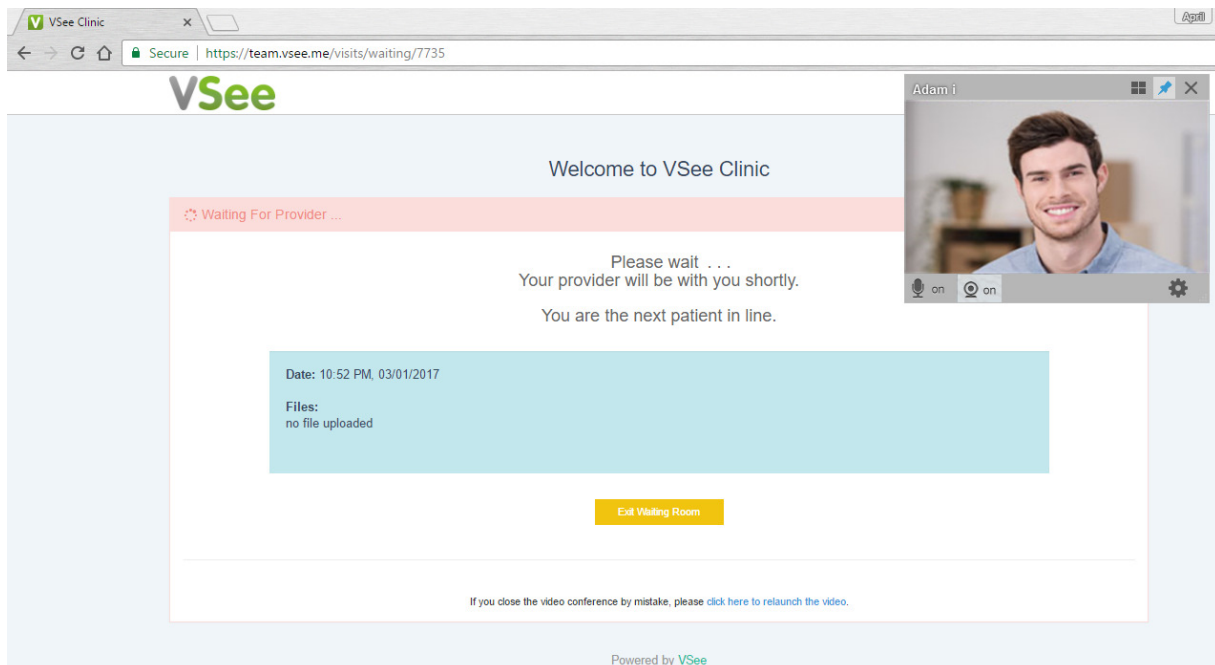 VSee Clinic
April
Secure | https://team.vsee.me/visits/waiting/7735
VSee
Adam i
Welcome to VSee Clinic
Waiting For Provider ...
on on
Please wait . . .
Your provider will be with you shortly.
You are the next patient in line.
Date: 10:52 PM, 03/01/2017
Files:
no file uploaded
Exit Waiting Room
If you close the video conference by mistake, please click here to relaunch the video.
Powered by VSee